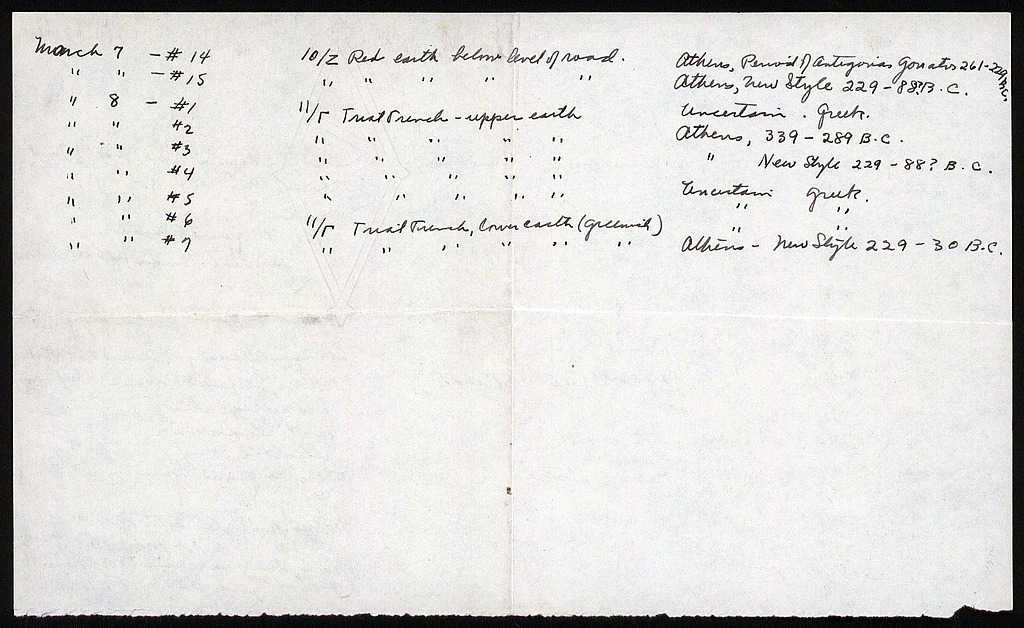 March 7 - #14 10/Z Red earth below level of road. Athens, Period of Antigonas Gonatas 261-229 B.C.
" " - #15 " " " " " Athens, New Style 229-88? B.C.
" 8 - #1 11/Γ Trial Trench - upper earth Uncertain. Greek.
" " #2 " " " " " Athens, 339-289 B.C.
" " #3 " " " " " " New Style 229-88? B.C.
" " #4 " " " " " Uncertain Greek.
" " #5 " " " " " " "
" " #6 11/Γ Trial Trench, lower earth (greenish) "
" " #7 " " " " " " Athens - New Style 229-30 B.C.